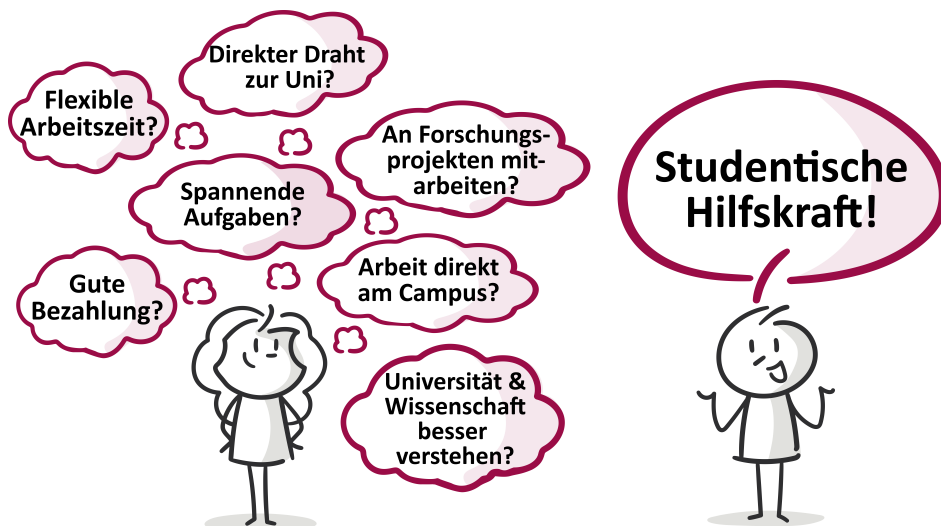 Direkter Draht
zur Uni?
Flexible
Arbeitszeit?
An Forschungs-
projekten mit-
arbeiten?
Spannende
Aufgaben?
Gute
Bezahlung?
Arbeit direkt
am Campus?
Universität &
Wissenschaft
besser
verstehen?
Studentische
Hilfskraft!